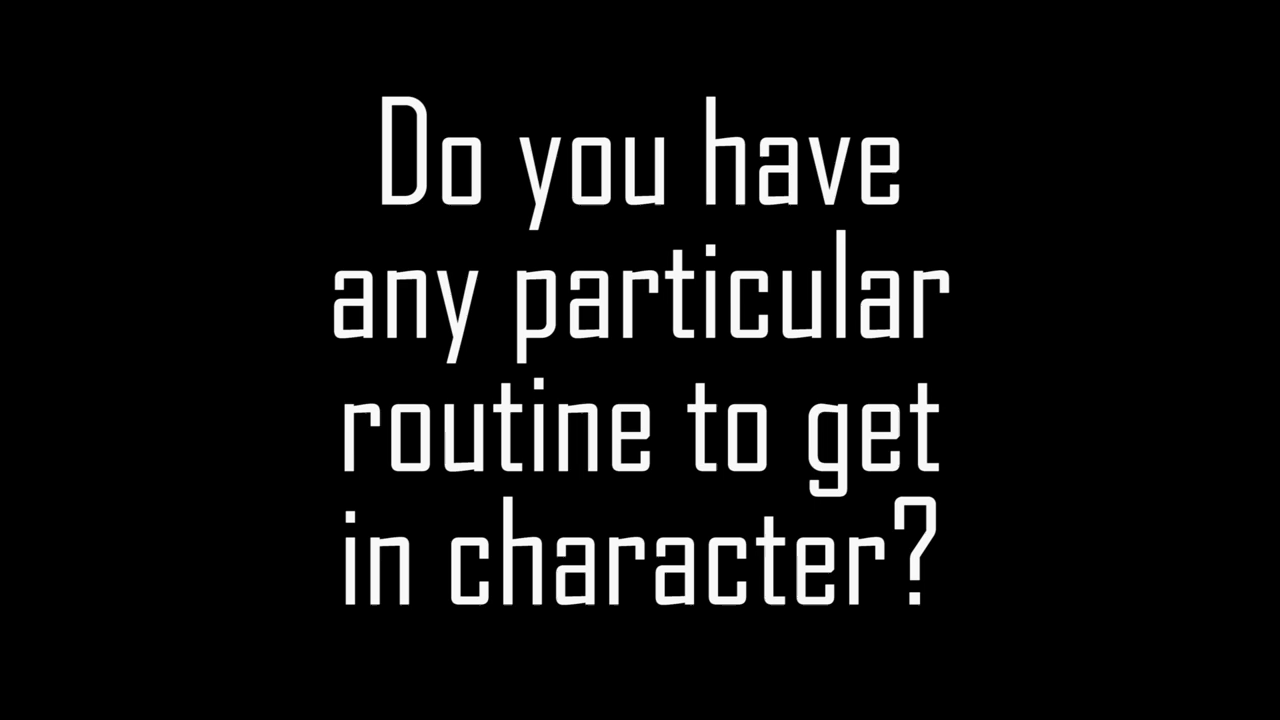 Do you have
any particular
routine to get
in character?